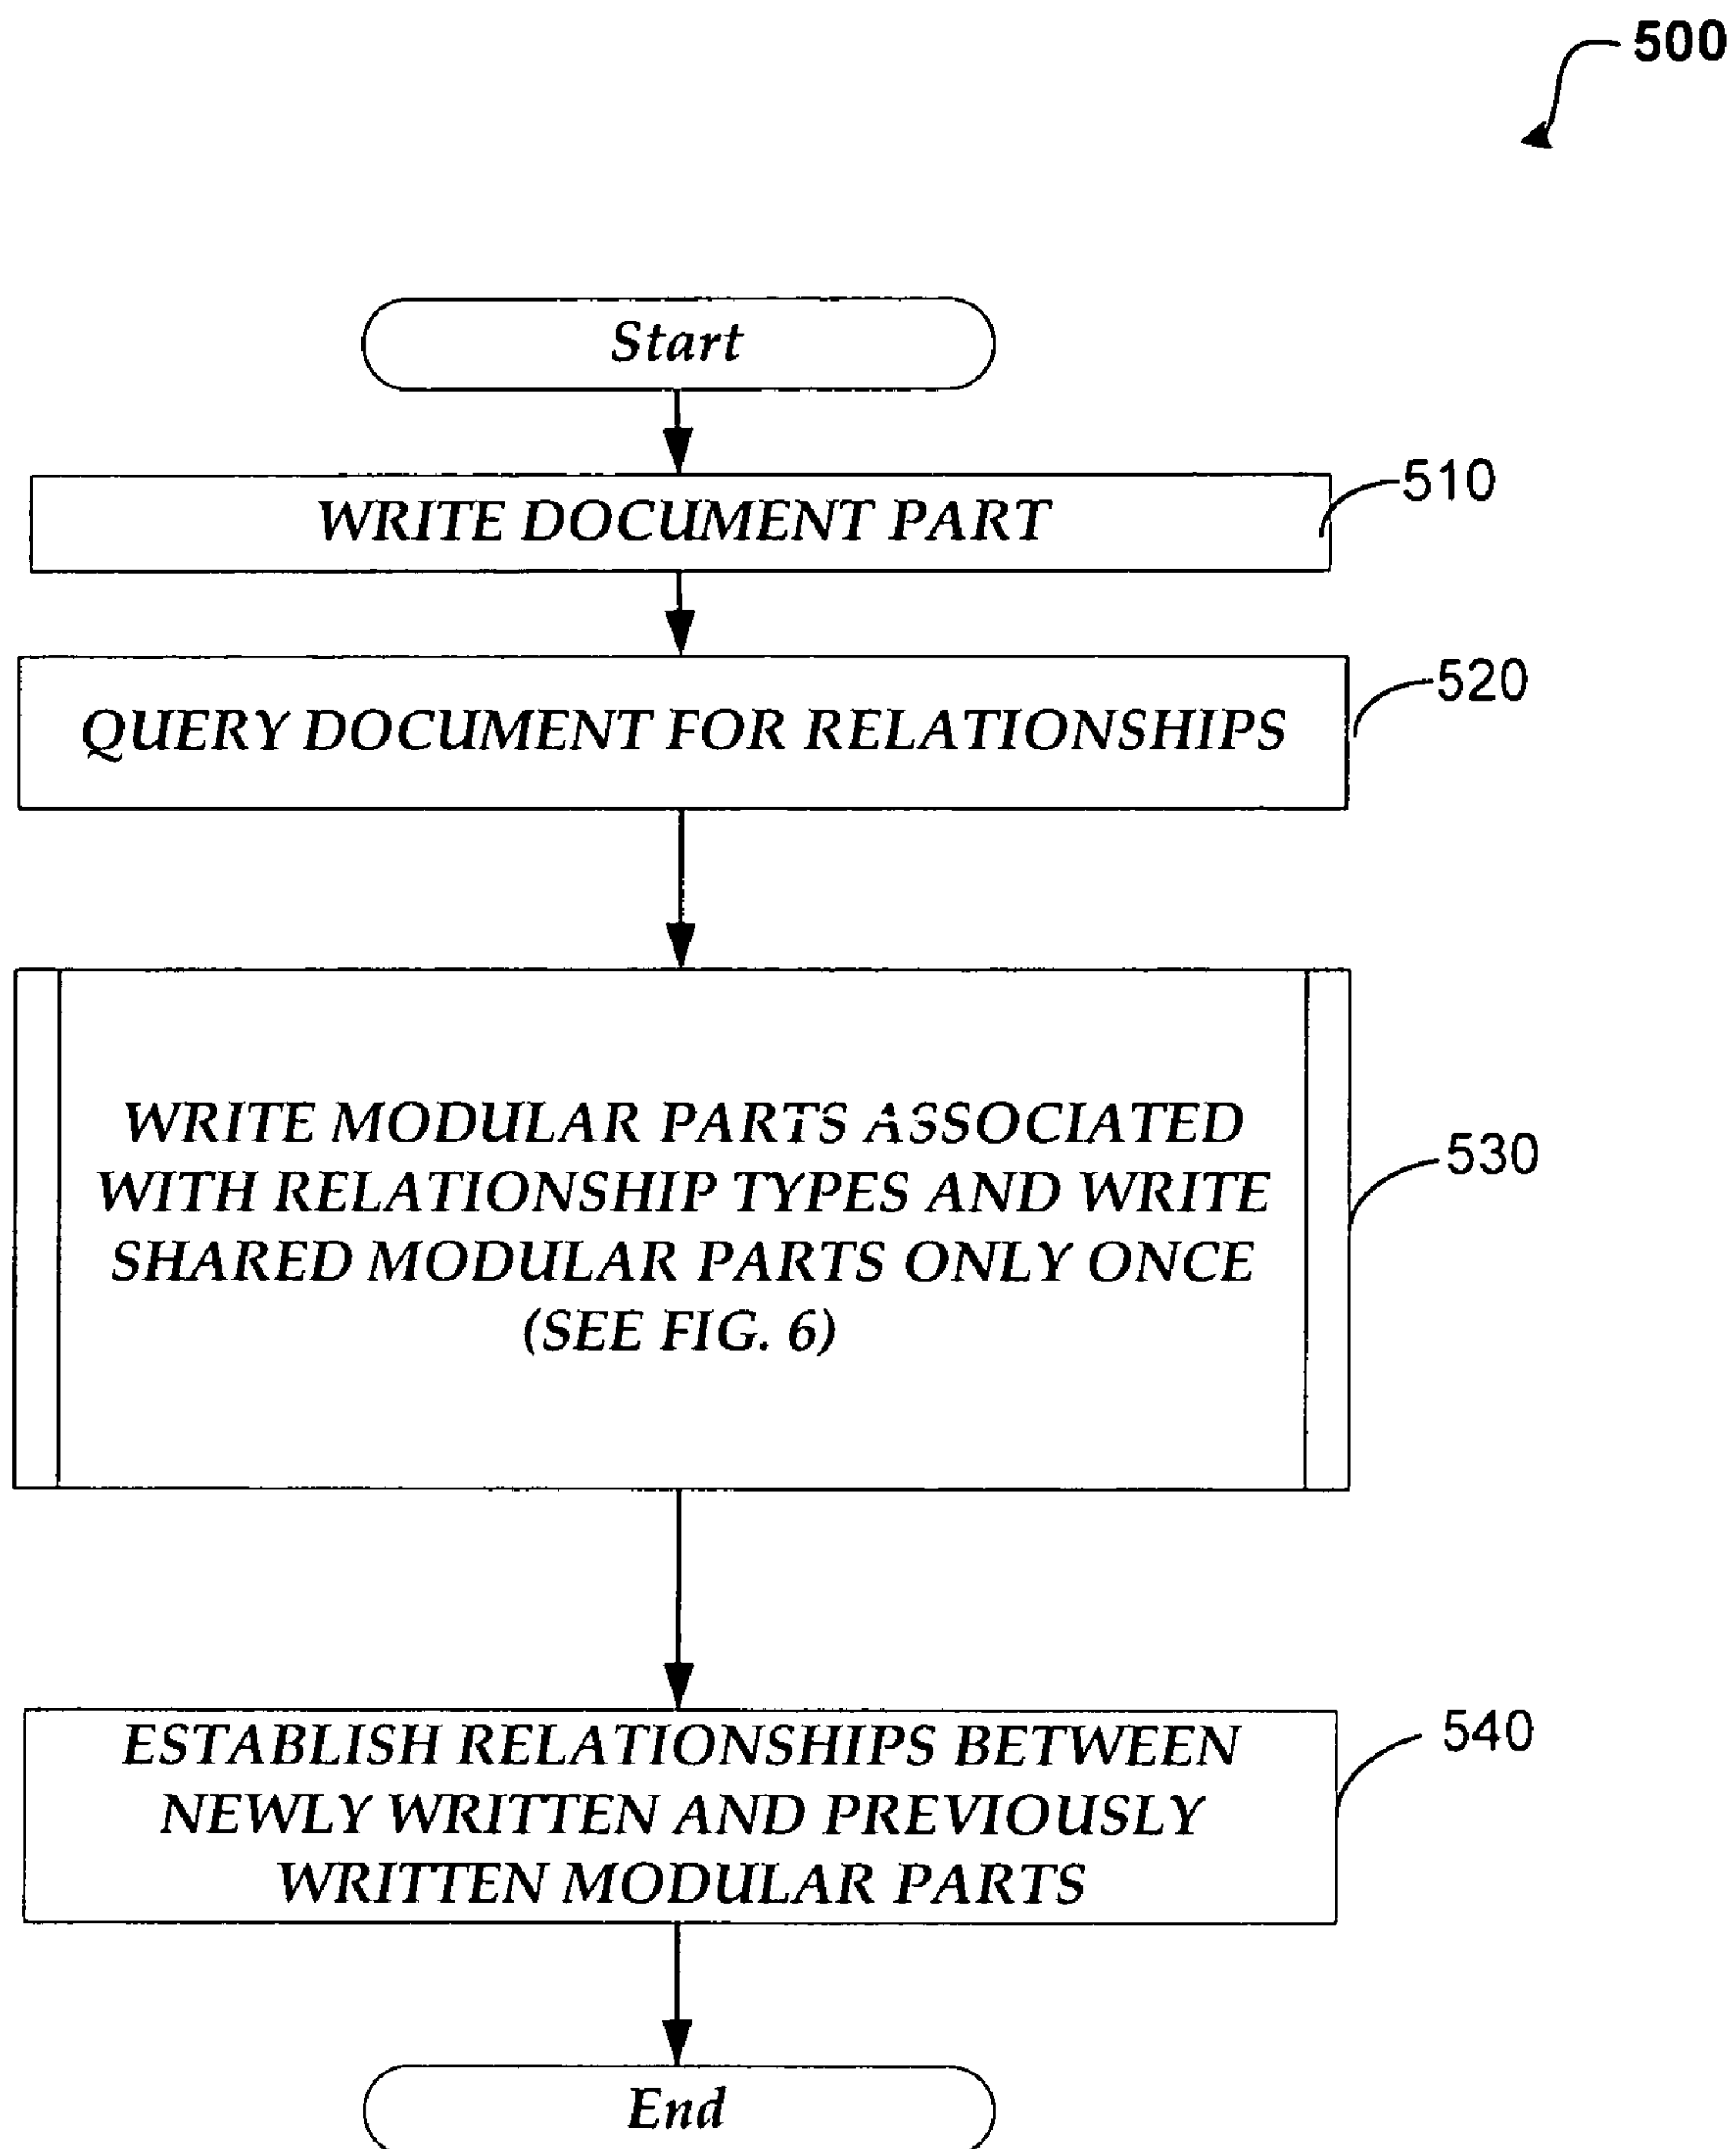 500
Start
WRITE DOCUMENT PART
510
QUERY DOCUMENT FOR RELATIONSHIPS
520
WRITE MODULAR PARTS ASSOCIATED
WITH RELATIONSHIP TYPES AND WRITE
SHARED MODULAR PARTS ONLY ONCE
(SEE FIG. 6)
530
ESTABLISH RELATIONSHIPS BETWEEN
NEWLY WRITTEN AND PREVIOUSLY
WRITTEN MODULAR PARTS
540
End